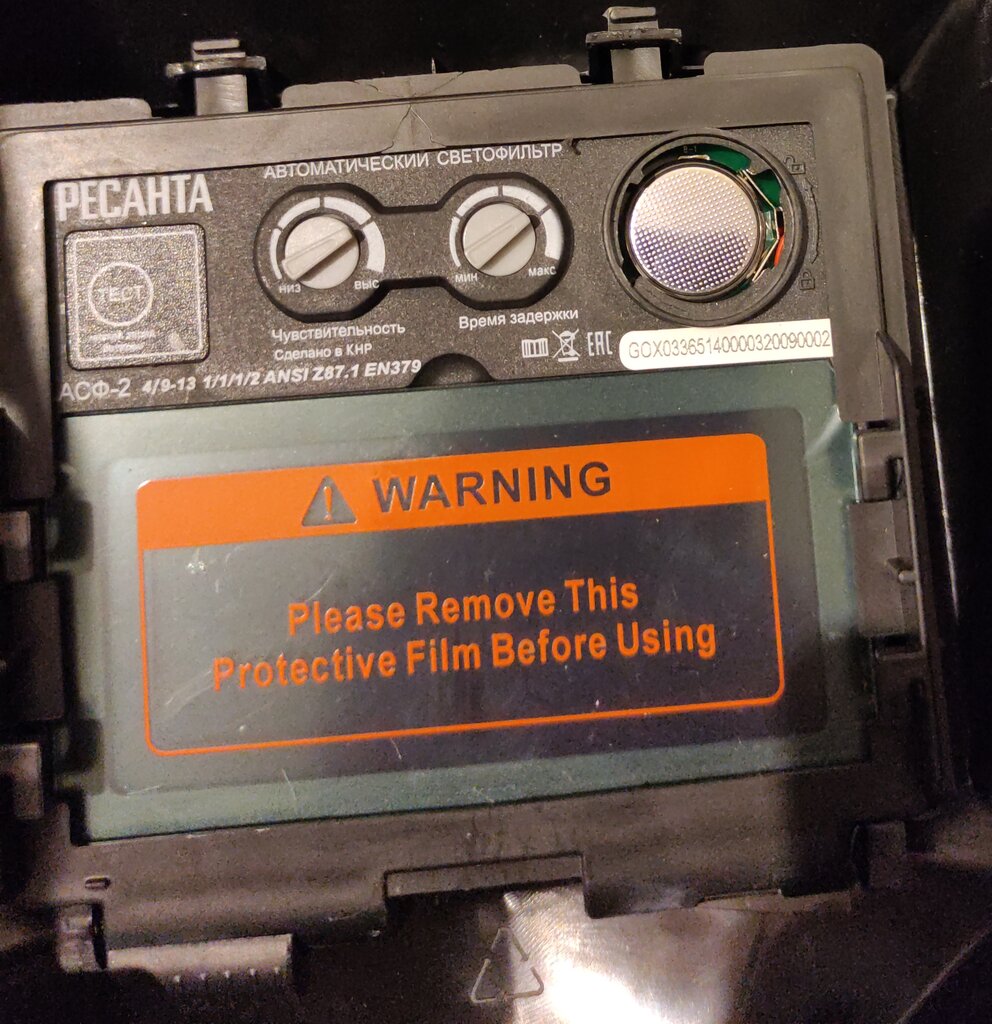 АВТОМАТИЧЕСКИЙ СВЕТОФИЛЬТР
РЕСАНТА
ТЕСТ
низ
выс
мин
макс
Чувствительность
Время задержки
Сделано в КНР
EAC
GOX03365140000320090002
АСФ-2 4/9-13 1/1/1/2 ANSI Z87.1 EN379
WARNING
Please Remove This
Protective Film Before Using